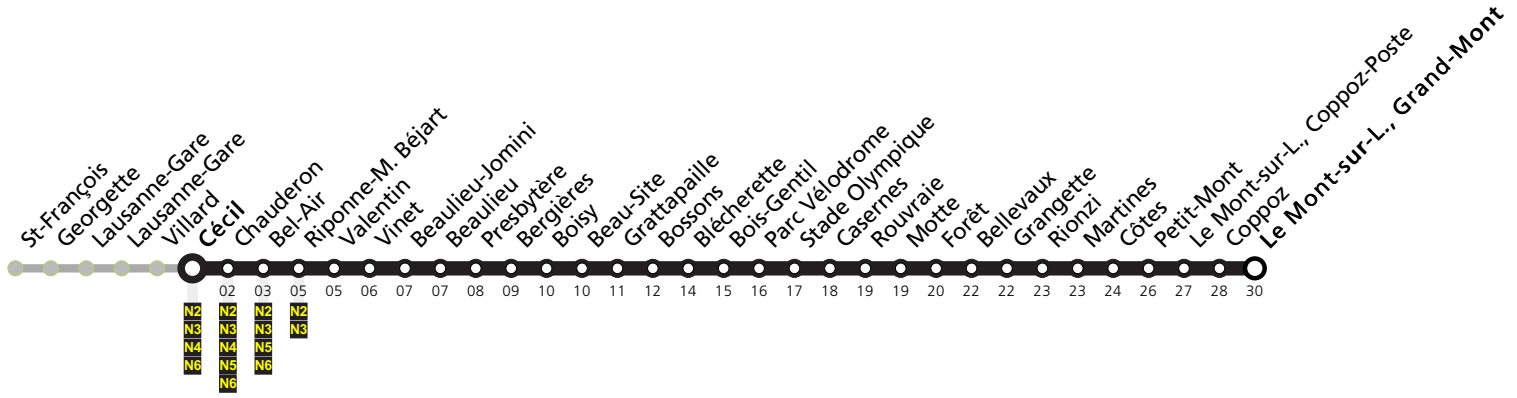 St-François
Georgette
Lausanne-Gare
Lausanne-Gare
Villard
Cécil
Chauderon
Bel-Air
Riponne-M. Béjart
Valentin
Vinet
Beaulieu-Jomini
Beaulieu
Presbytère
Bergières
Boisy
Beau-Site
Grattapaille
Bossons
Blécherette
Bois-Gentil
Parc Vélodrome
Stade Olympique
Casernes
Rouvraie
Motte
Forêt
Bellevaux
Grangette
Rionzi
Martines
Côtes
Petit-Mont
Le Mont-sur-L., Coppoz-Poste
Coppoz
Le Mont-sur-L., Grand-Mont
02 03 05 05 06 07 07 08 09 10 10 11 12 14 15 16 17 18 19 19 20 22 22 23 23 24 26 27 28 30
N2 N2 N2 N2
N3 N3 N3 N3
N4 N4 N5
N6 N5 N6
N6